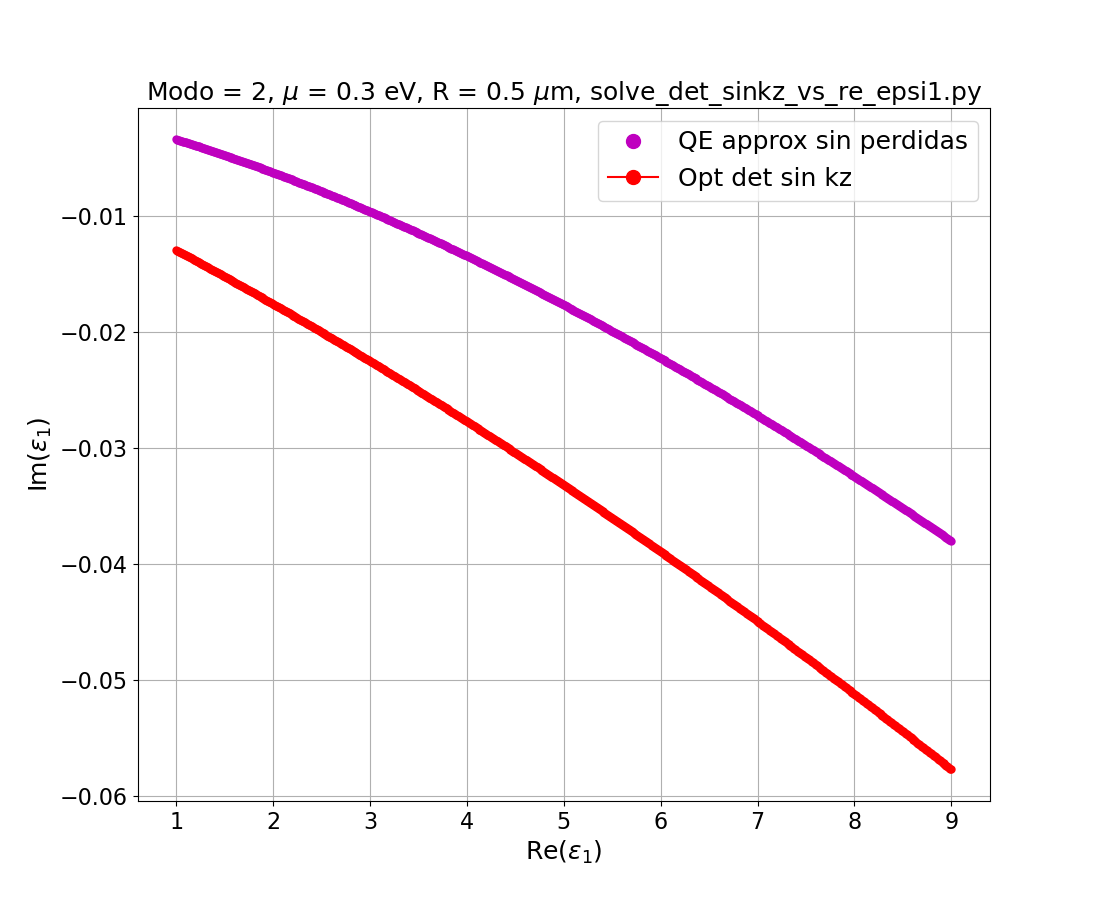 Modo = 2, μ = 0.3 eV, R = 0.5 μm, solve_det_sinkz_vs_re_epsi1.py
QE approx sin perdidas
Opt det sin kz
−0.01
−0.02
−0.03
−0.04
−0.05
−0.06
Im(ε₁)
1 2 3 4 5 6 7 8 9
Re(ε₁)